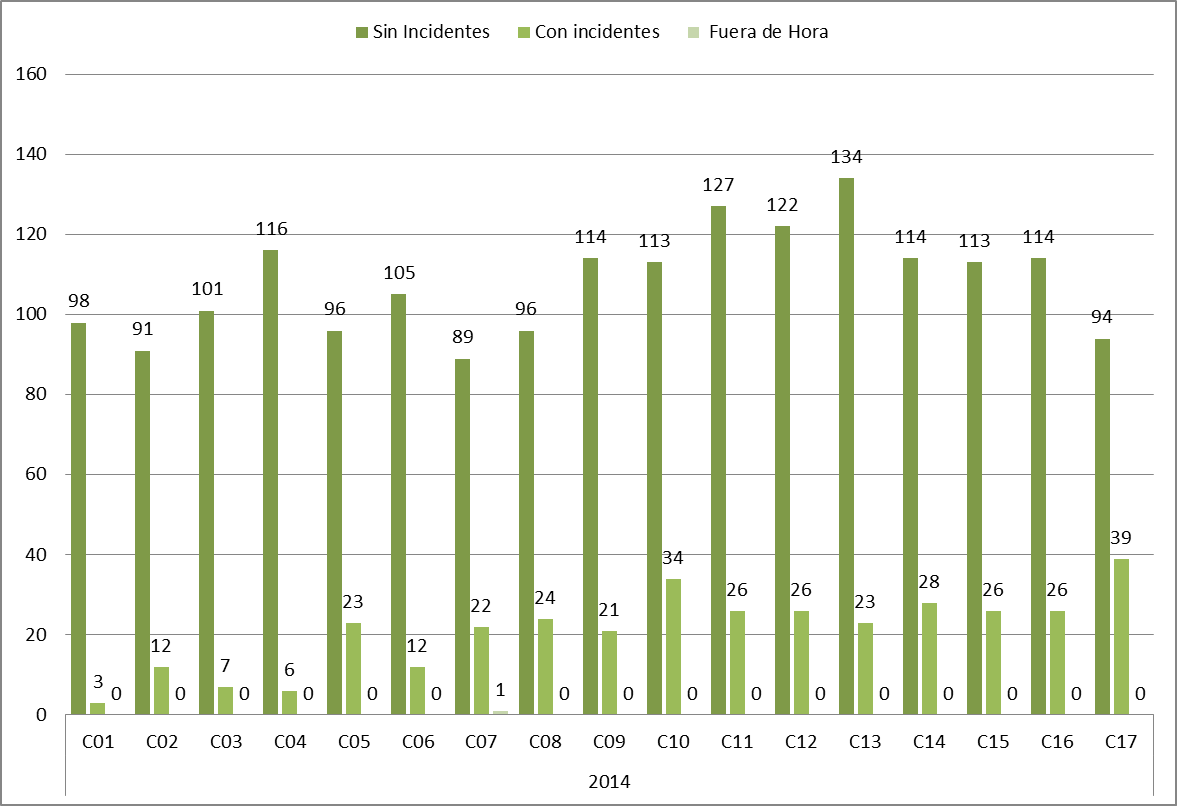 Sin Incidentes Con incidentes Fuera de Hora
160
140
120
100
80
60
40
20
0
98 91 101 116 96 105 89 96 114 113 127 122 134 114 113 114 94
3 12 7 6 23 12 22 24 21 34 26 26 23 28 26 26 39
0 0 0 0 0 0 1 0 0 0 0 0 0 0 0 0 0
C01 C02 C03 C04 C05 C06 C07 C08 C09 C10 C11 C12 C13 C14 C15 C16 C17
2014